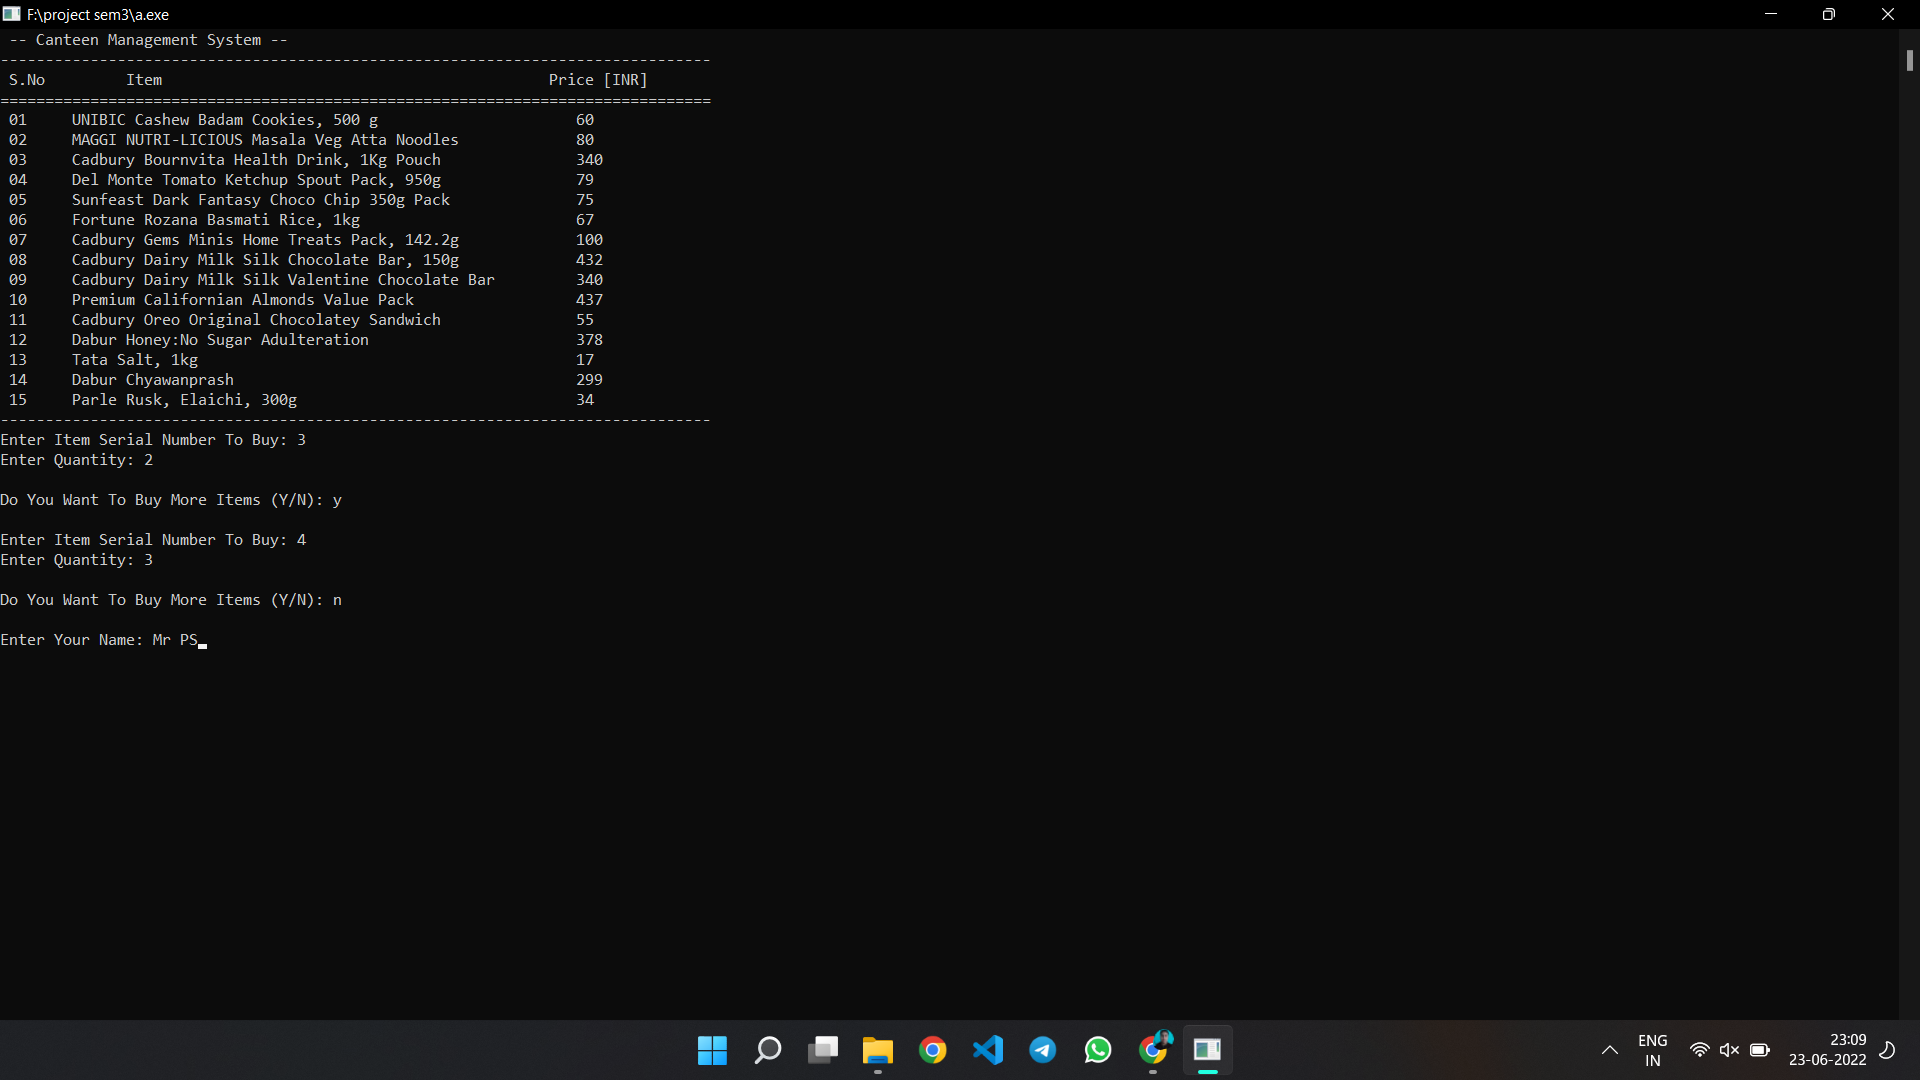 F:\project sem3\a.exe
-- Canteen Management System --
-------------------------------------------------------------------------------
S.No Item Price [INR]
===============================================================================
01 UNIBIC Cashew Badam Cookies, 500 g 60
02 MAGGI NUTRI-LICIOUS Masala Veg Atta Noodles 80
03 Cadbury Bournvita Health Drink, 1Kg Pouch 340
04 Del Monte Tomato Ketchup Spout Pack, 950g 79
05 Sunfeast Dark Fantasy Choco Chip 350g Pack 75
06 Fortune Rozana Basmati Rice, 1kg 67
07 Cadbury Gems Minis Home Treats Pack, 142.2g 100
08 Cadbury Dairy Milk Silk Chocolate Bar, 150g 432
09 Cadbury Dairy Milk Silk Valentine Chocolate Bar 340
10 Premium Californian Almonds Value Pack 437
11 Cadbury Oreo Original Chocolatey Sandwich 55
12 Dabur Honey:No Sugar Adulteration 378
13 Tata Salt, 1kg 17
14 Dabur Chyawanprash 299
15 Parle Rusk, Elaichi, 300g 34
-------------------------------------------------------------------------------
Enter Item Serial Number To Buy: 3
Enter Quantity: 2
Do You Want To Buy More Items (Y/N): y
Enter Item Serial Number To Buy: 4
Enter Quantity: 3
Do You Want To Buy More Items (Y/N): n
Enter Your Name: Mr PS
ENG
IN
23:09
23-06-2022